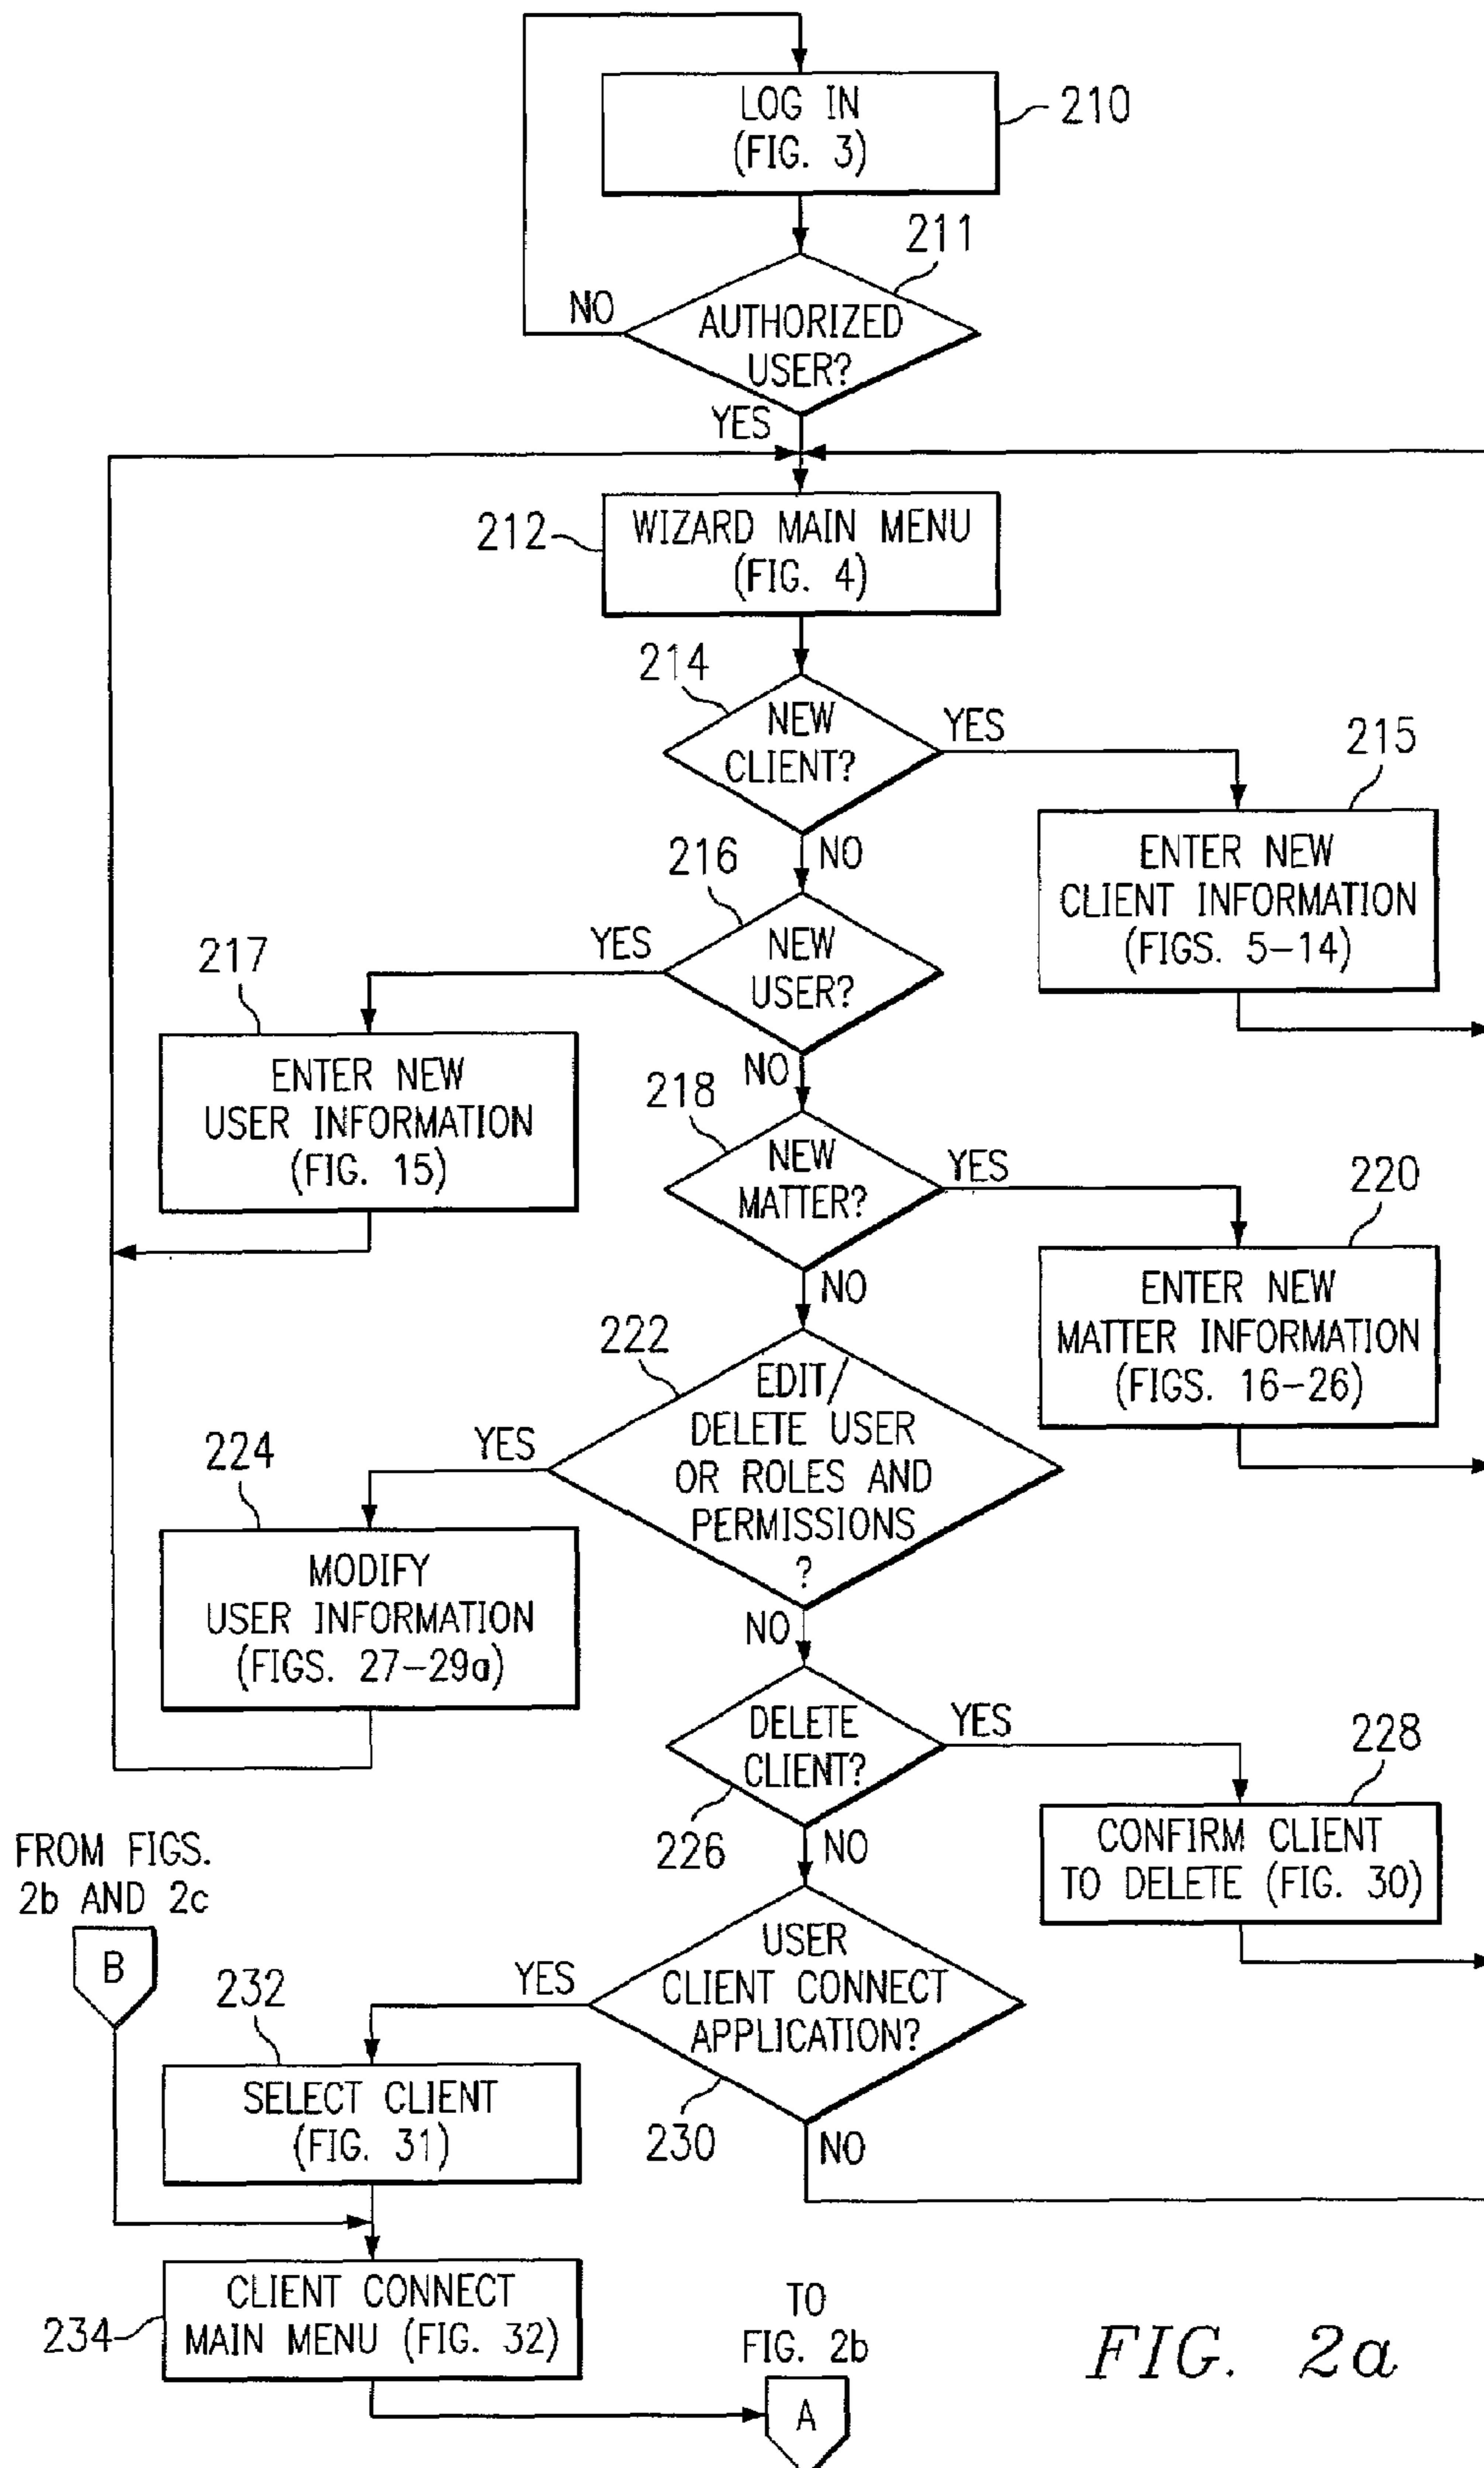 LOG IN
(FIG. 3)
210
211
NO
AUTHORIZED
USER?
YES
212
WIZARD MAIN MENU
(FIG. 4)
214
NEW
CLIENT?
YES
215
ENTER NEW
CLIENT INFORMATION
(FIGS. 5-14)
NO
216
NEW
USER?
YES
217
ENTER NEW
USER INFORMATION
(FIG. 15)
NO
218
NEW
MATTER?
YES
220
ENTER NEW
MATTER INFORMATION
(FIGS. 16-26)
NO
222
EDIT/
DELETE USER
OR ROLES AND
PERMISSIONS
?
YES
224
MODIFY
USER INFORMATION
(FIGS. 27-29a)
NO
DELETE
CLIENT?
226
YES
228
CONFIRM CLIENT
TO DELETE (FIG. 30)
NO
FROM FIGS.
2b AND 2c
B
USER
CLIENT CONNECT
APPLICATION?
230
YES
232
SELECT CLIENT
(FIG. 31)
NO
234
CLIENT CONNECT
MAIN MENU (FIG. 32)
TO
FIG. 2b
A
FIG. 2a